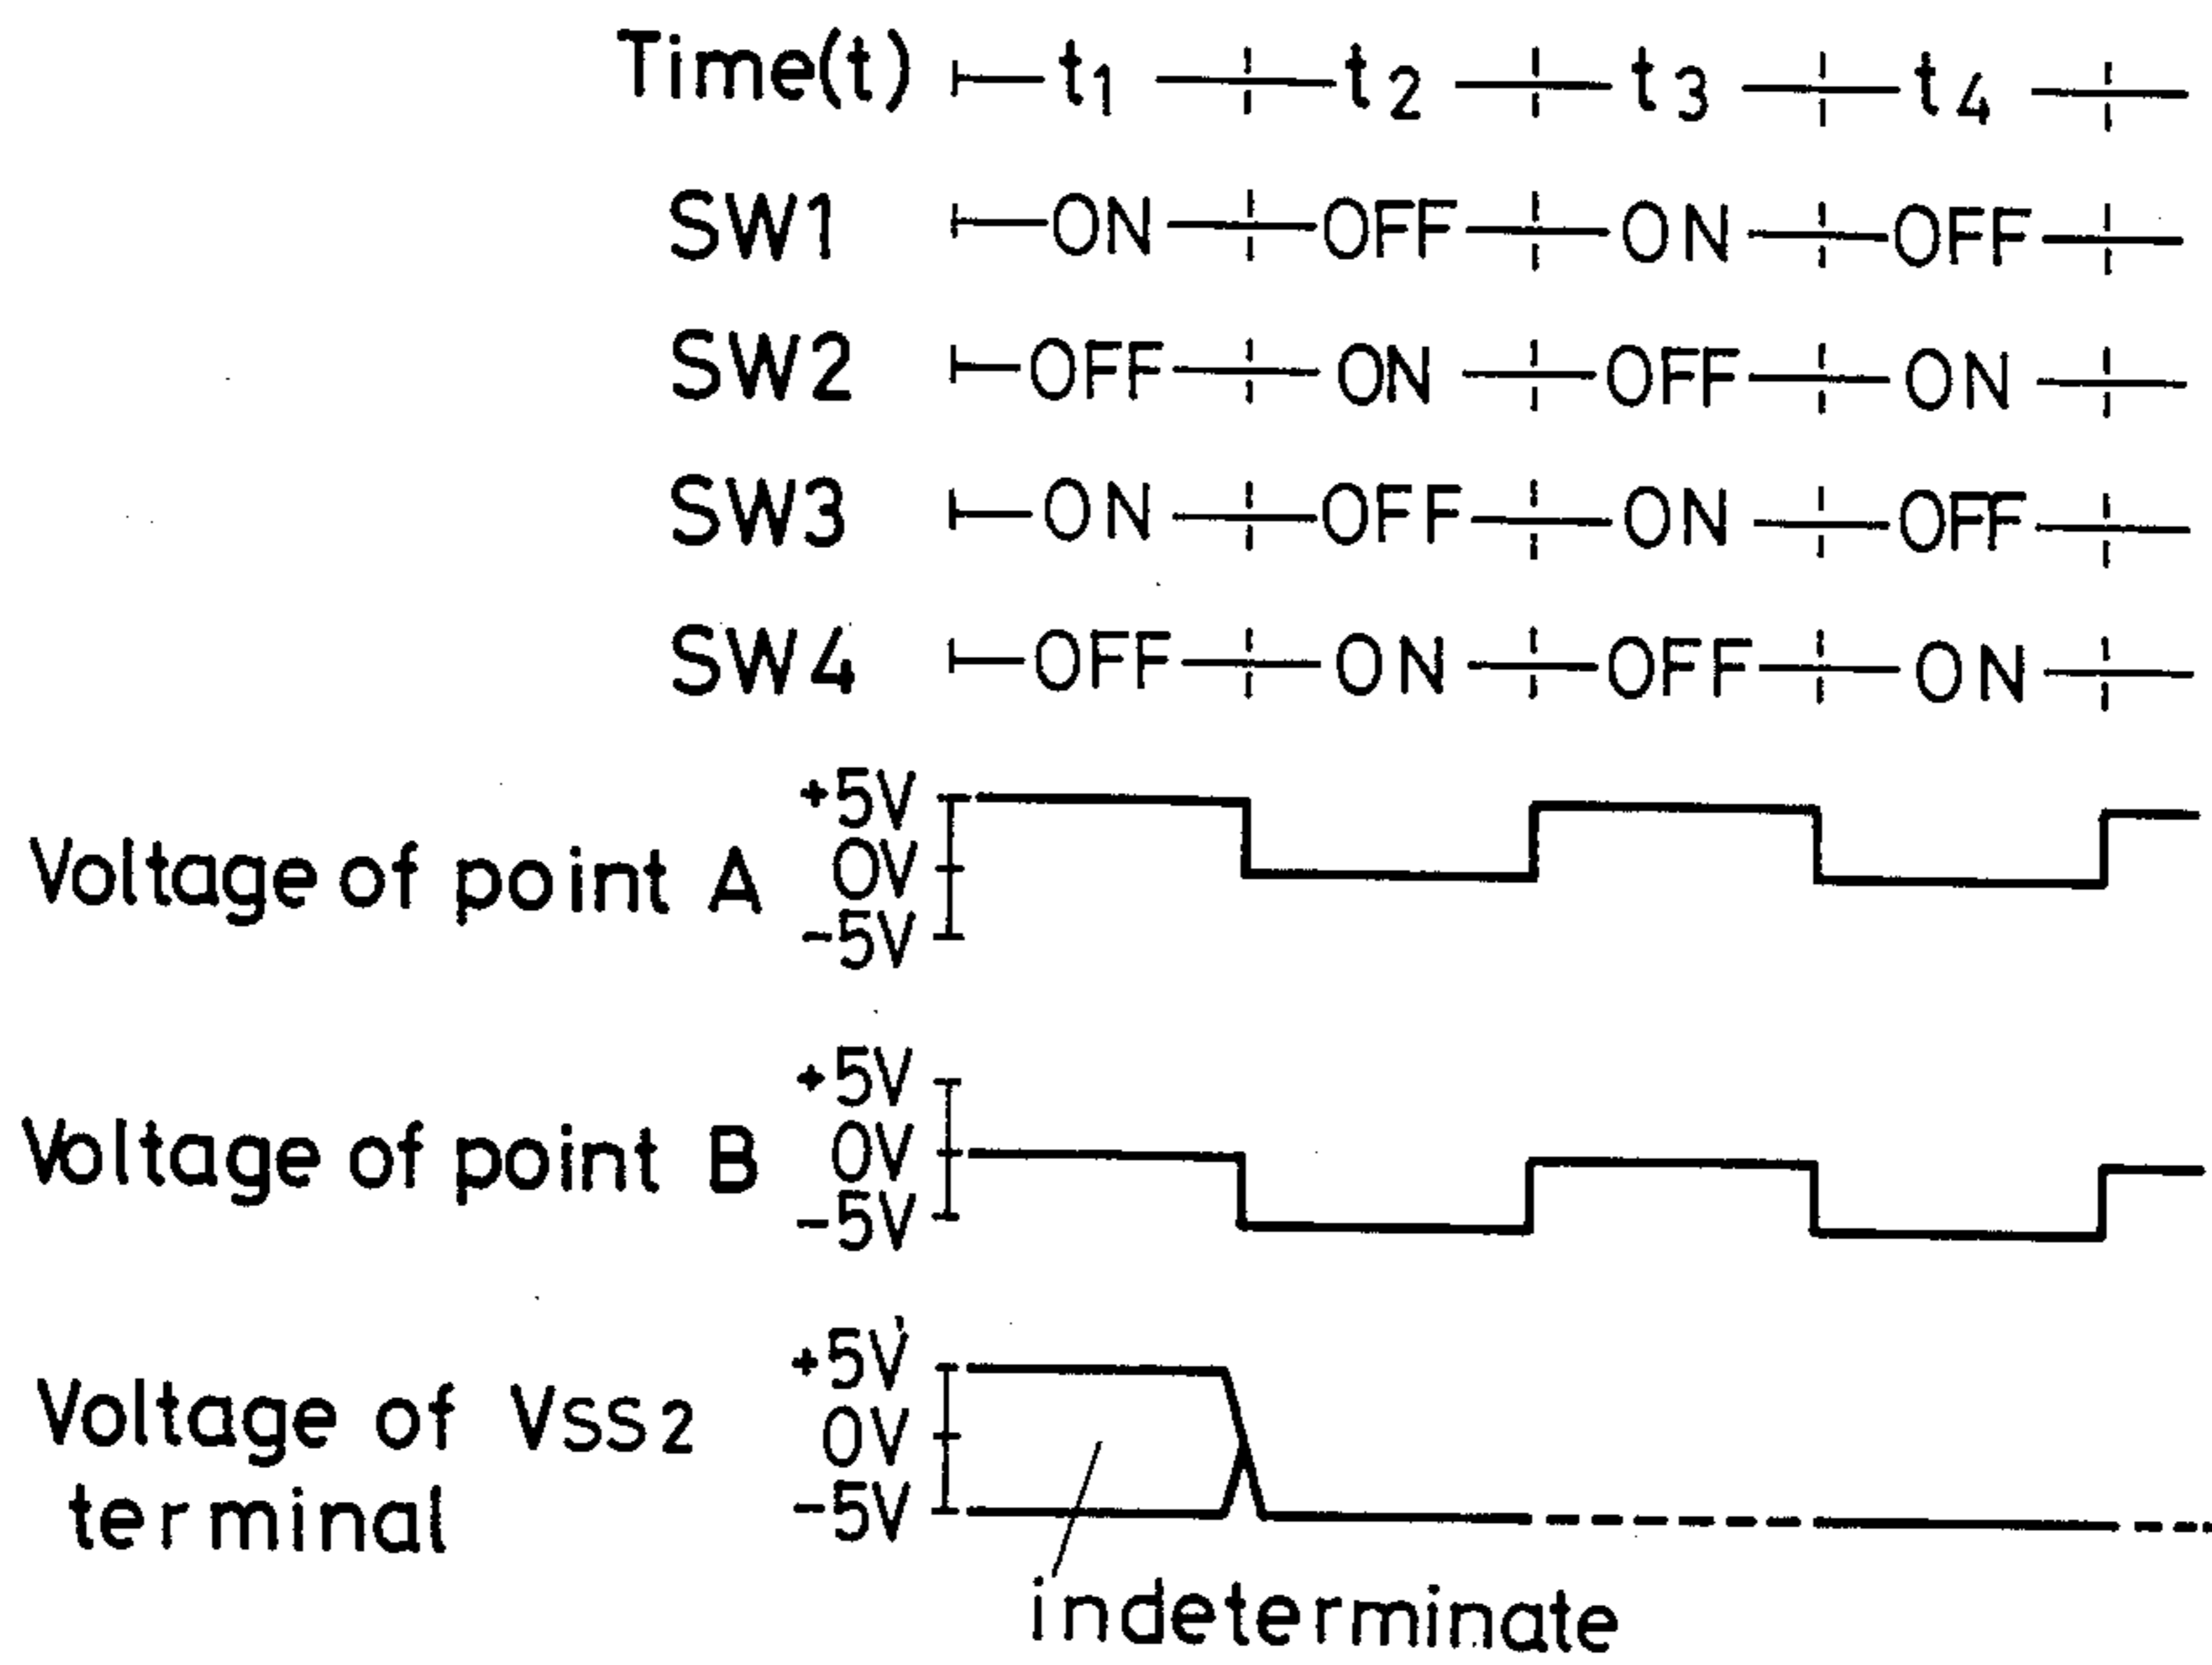 Time(t) t1 t2 t3 t4
SW1 ON OFF ON OFF
SW2 OFF ON OFF ON
SW3 ON OFF ON OFF
SW4 OFF ON OFF ON
+5V
Voltage of point A 0V
-5V
+5V
Voltage of point B 0V
-5V
+5V
Voltage of VSS2 0V
terminal -5V
indeterminate